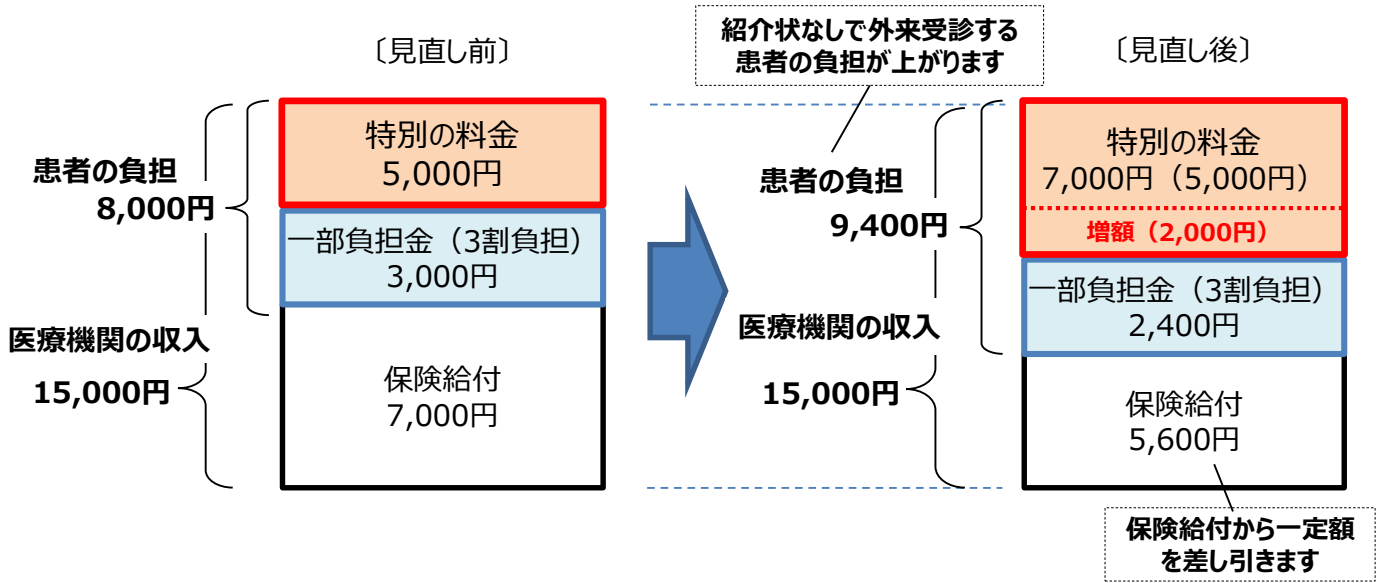 〔見直し前〕
特別の料金
5,000円
患者の負担
8,000円
一部負担金（3割負担）
3,000円
医療機関の収入
15,000円
保険給付
7,000円
紹介状なしで外来受診する
患者の負担が上がります
〔見直し後〕
特別の料金
7,000円（5,000円）
増額（2,000円）
患者の負担
9,400円
一部負担金（3割負担）
2,400円
医療機関の収入
15,000円
保険給付
5,600円
保険給付から一定額
を差し引きます